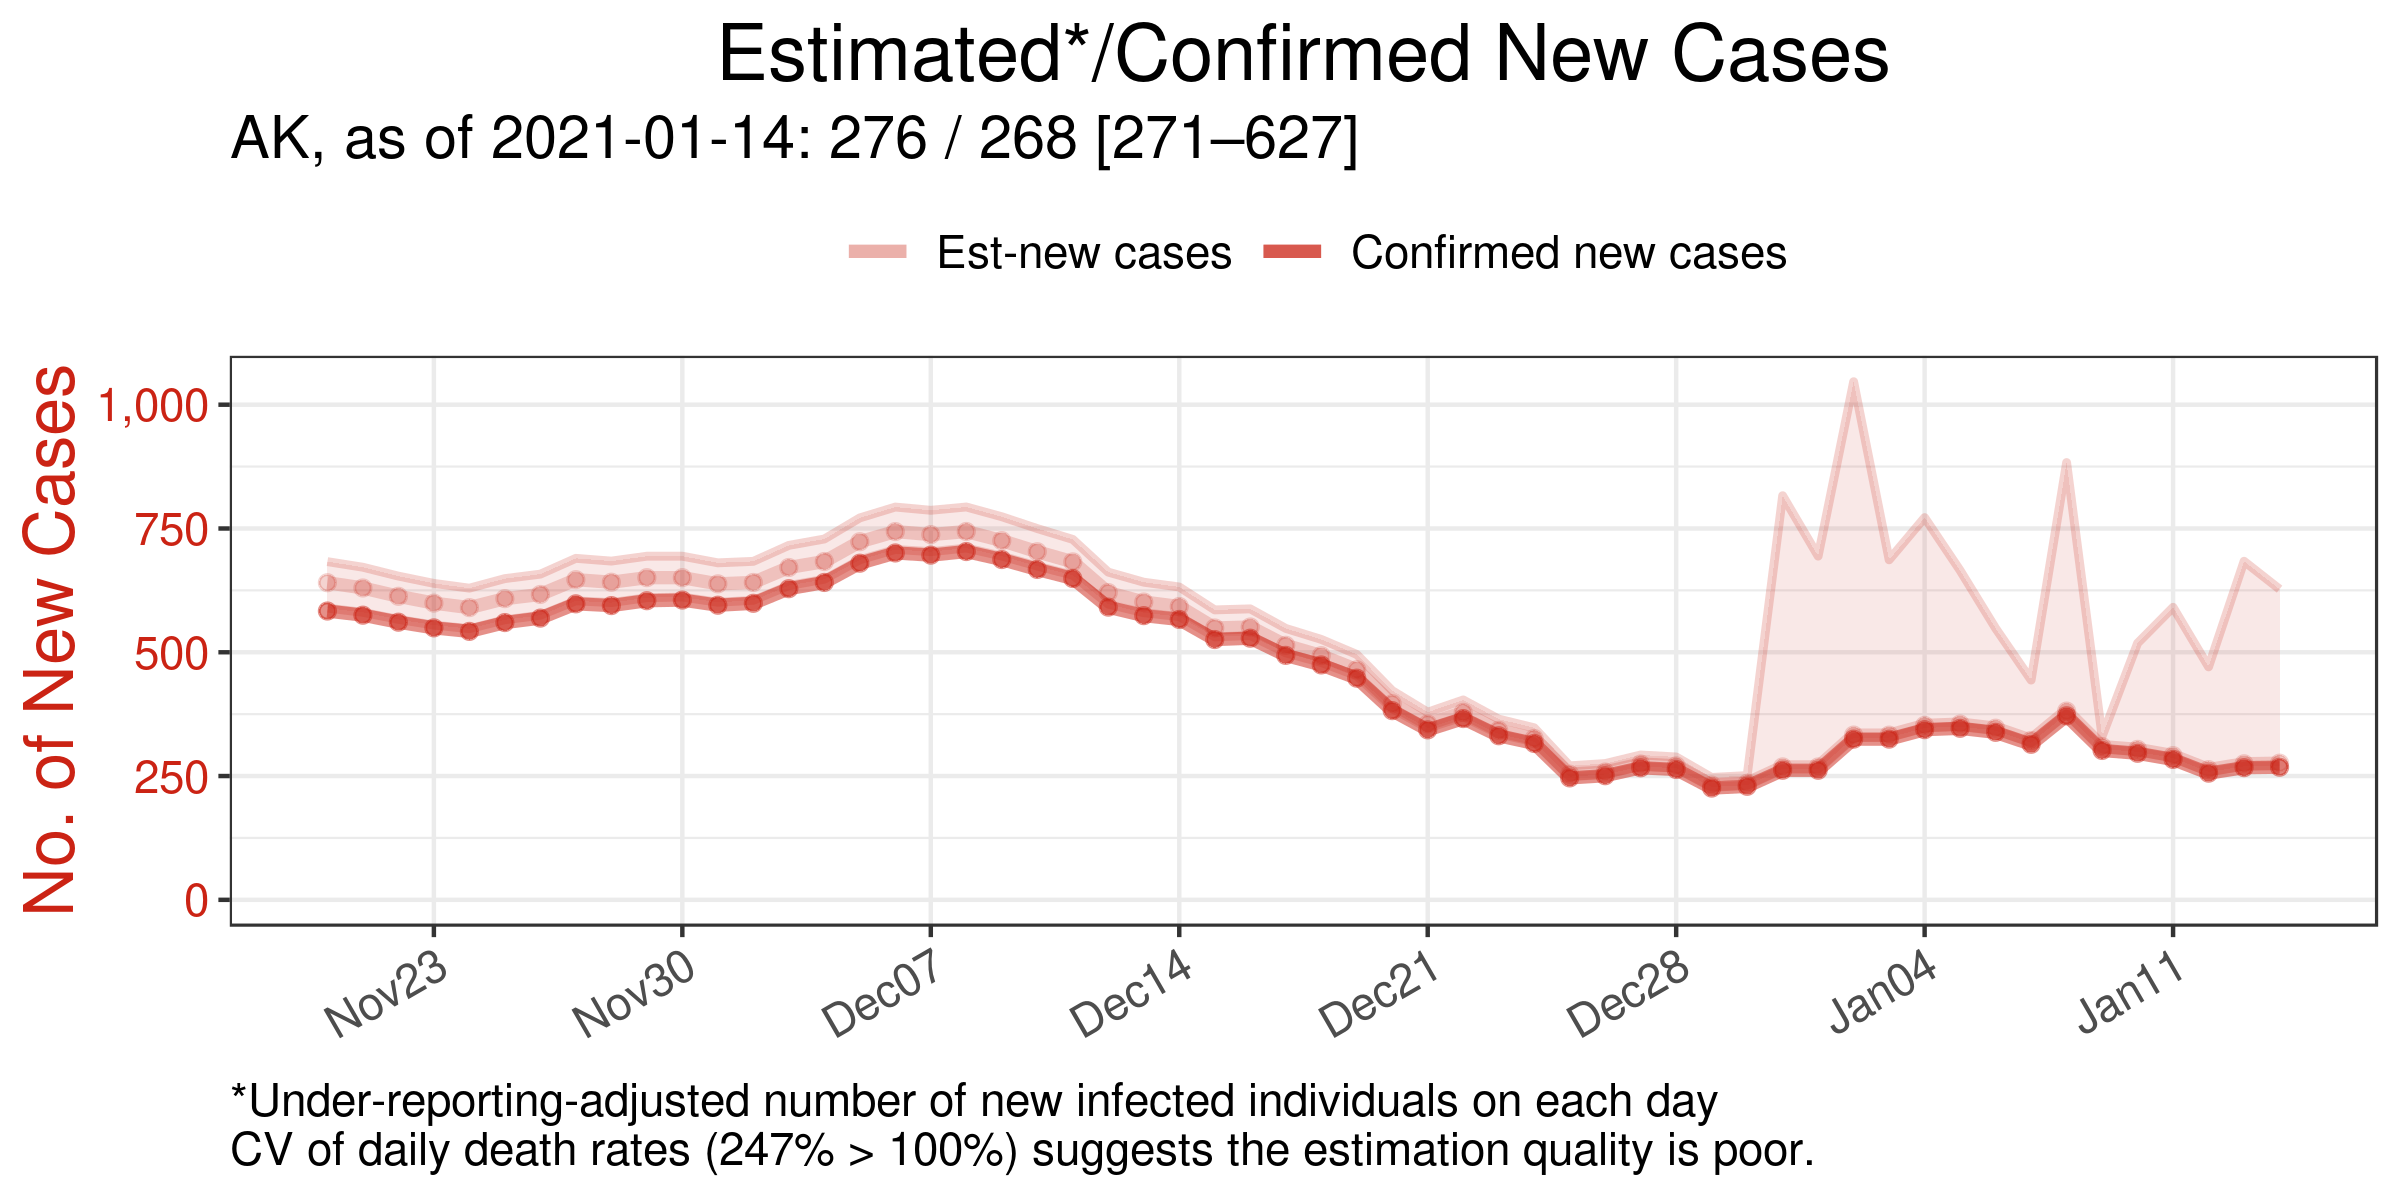 Estimated*/Confirmed New Cases
AK, as of 2021-01-14: 276 / 268 [271–627]
Est-new cases Confirmed new cases
No. of New Cases
1,000
750
500
250
0
Nov23 Nov30 Dec07 Dec14 Dec21 Dec28 Jan04 Jan11
*Under-reporting-adjusted number of new infected individuals on each day
CV of daily death rates (247% > 100%) suggests the estimation quality is poor.